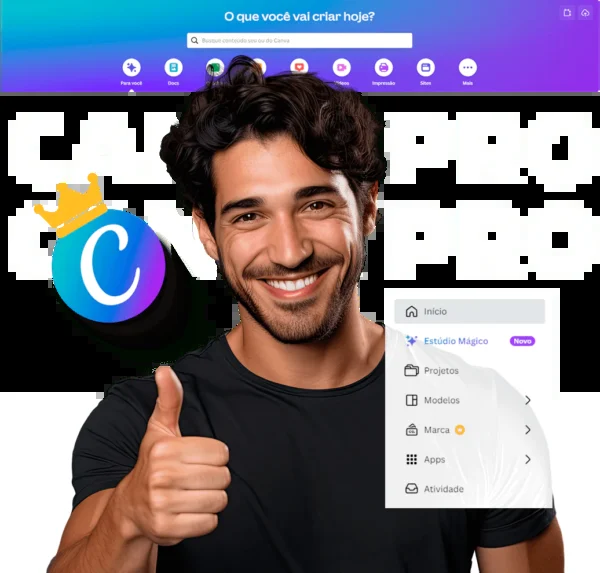 O que você vai criar hoje?
Busque conteúdo seu ou do Canva
Para você
Docs
Impressão
Sites
Mais
PRO
PRO
C
Início
Estúdio Mágico
Novo
Projetos
Modelos
Marca
Apps
Atividade